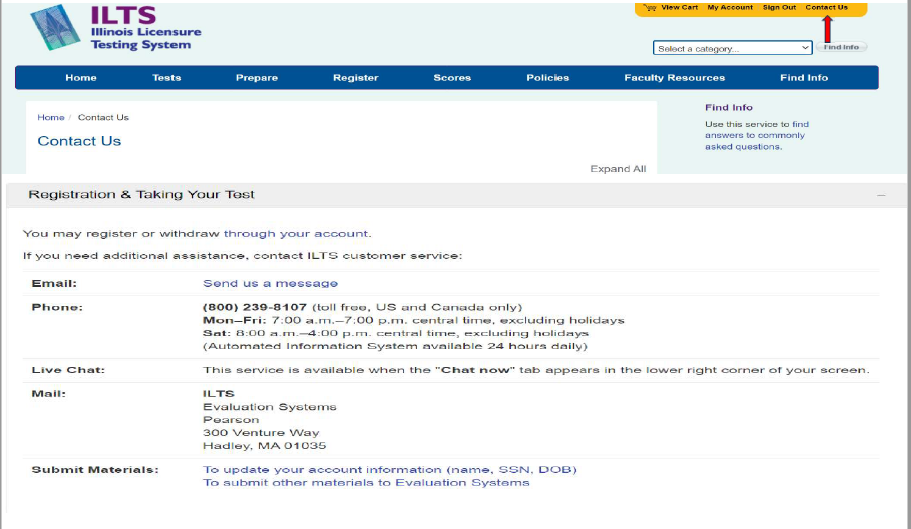 ILTS
Illinois Licensure
Testing System
View Cart My Account Sign Out Contact Us
Select a category...
Find Info
Home Tests Prepare Register Scores Policies Faculty Resources Find Info
Home / Contact Us
Contact Us
Expand All
Find Info
Use this service to find
answers to commonly
asked questions.
Registration & Taking Your Test
You may register or withdraw through your account.
If you need additional assistance, contact ILTS customer service:
Email: Send us a message
Phone: (800) 239-8107 (toll free, US and Canada only)
Mon–Fri: 7:00 a.m.–7:00 p.m. central time, excluding holidays
Sat: 8:00 a.m.–4:00 p.m. central time, excluding holidays
(Automated Information System available 24 hours daily)
Live Chat: This service is available when the "Chat now" tab appears in the lower right corner of your screen.
Mail: ILTS
Evaluation Systems
Pearson
300 Venture Way
Hadley, MA 01035
Submit Materials: To update your account information (name, SSN, DOB)
To submit other materials to Evaluation Systems